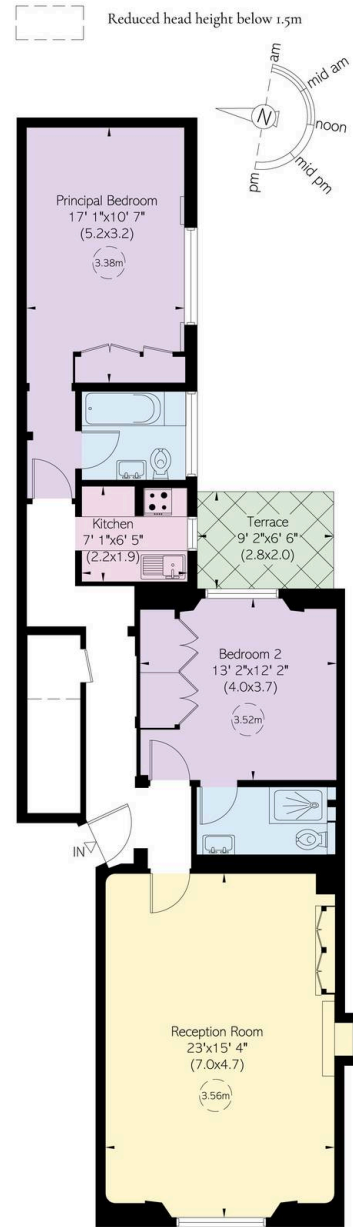 Reduced head height below 1.5m
am
mid am
noon
mid pm
pm
N
Principal Bedroom
17' 1"x10' 7"
(5.2x3.2)
3.38m
Kitchen
7' 1"x6' 5"
(2.2x1.9)
Terrace
9' 2"x6' 6"
(2.8x2.0)
Bedroom 2
13' 2"x12' 2"
(4.0x3.7)
3.52m
IN
Reception Room
23'x15' 4"
(7.0x4.7)
3.56m